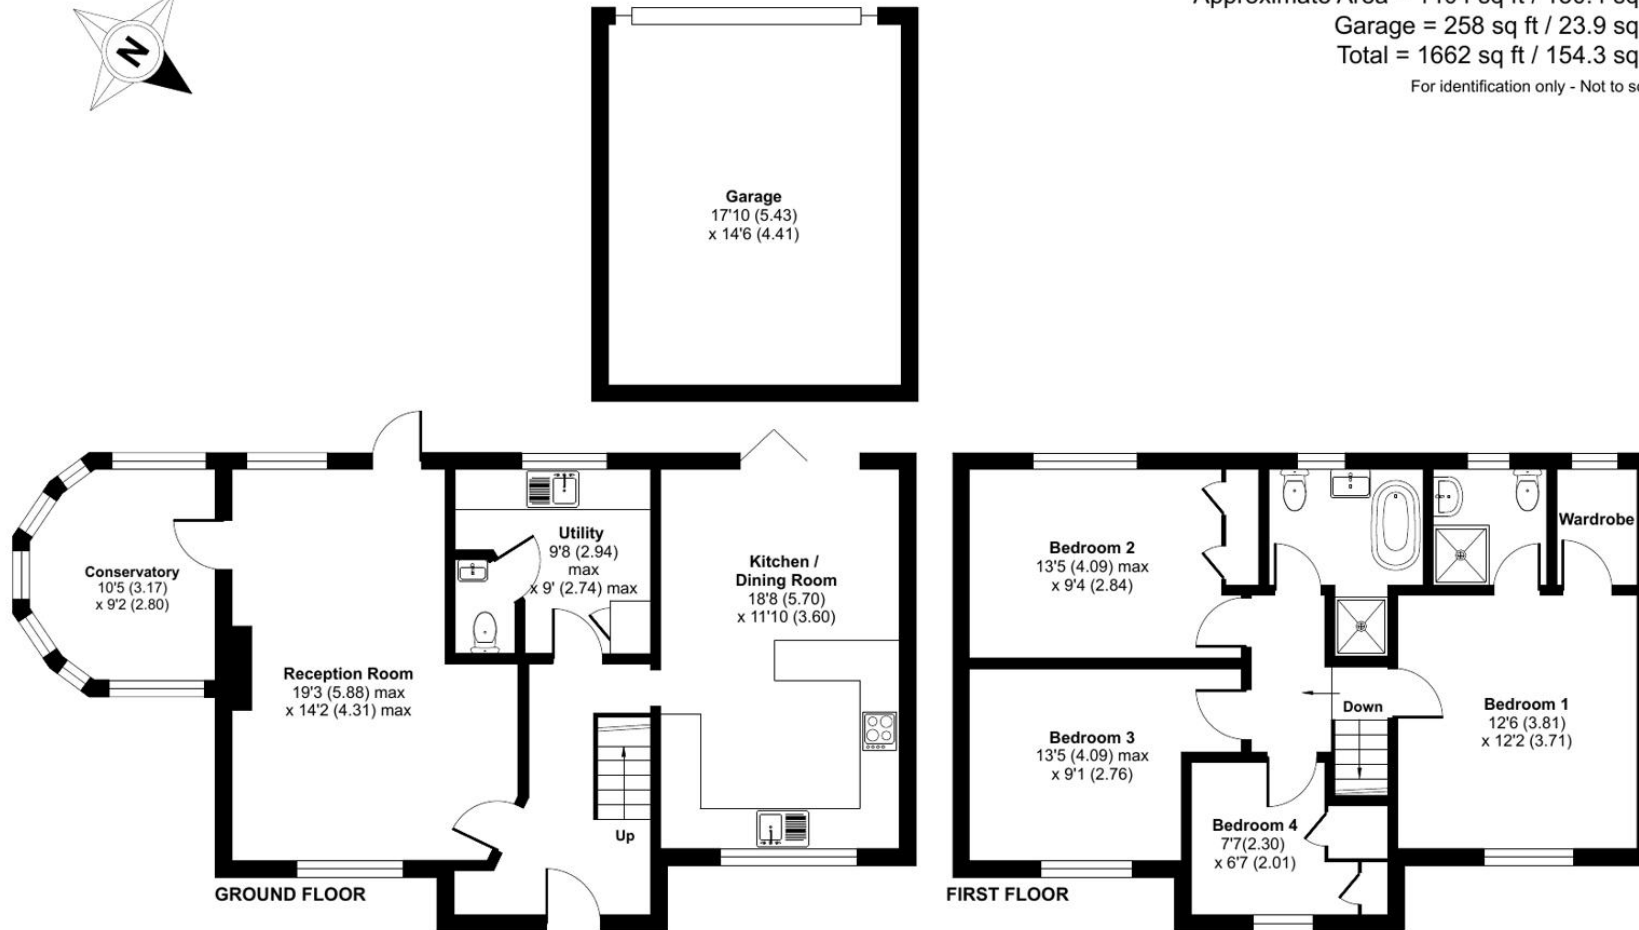 N
Garage = 258 sq ft / 23.9 sq
Total = 1662 sq ft / 154.3 sq
For identification only - Not to
Garage
17'10 (5.43)
x 14'6 (4.41)
Conservatory
10'5 (3.17)
x 9'2 (2.80)
Reception Room
19'3 (5.88) max
x 14'2 (4.31) max
Utility
9'8 (2.94)
max
x 9' (2.74) max
Kitchen /
Dining Room
18'8 (5.70)
x 11'10 (3.60)
Up
GROUND FLOOR
Bedroom 2
13'5 (4.09) max
x 9'4 (2.84)
Wardrobe
Bedroom 3
13'5 (4.09) max
x 9'1 (2.76)
Down
Bedroom 1
12'6 (3.81)
x 12'2 (3.71)
Bedroom 4
7'7(2.30)
x 6'7 (2.01)
FIRST FLOOR